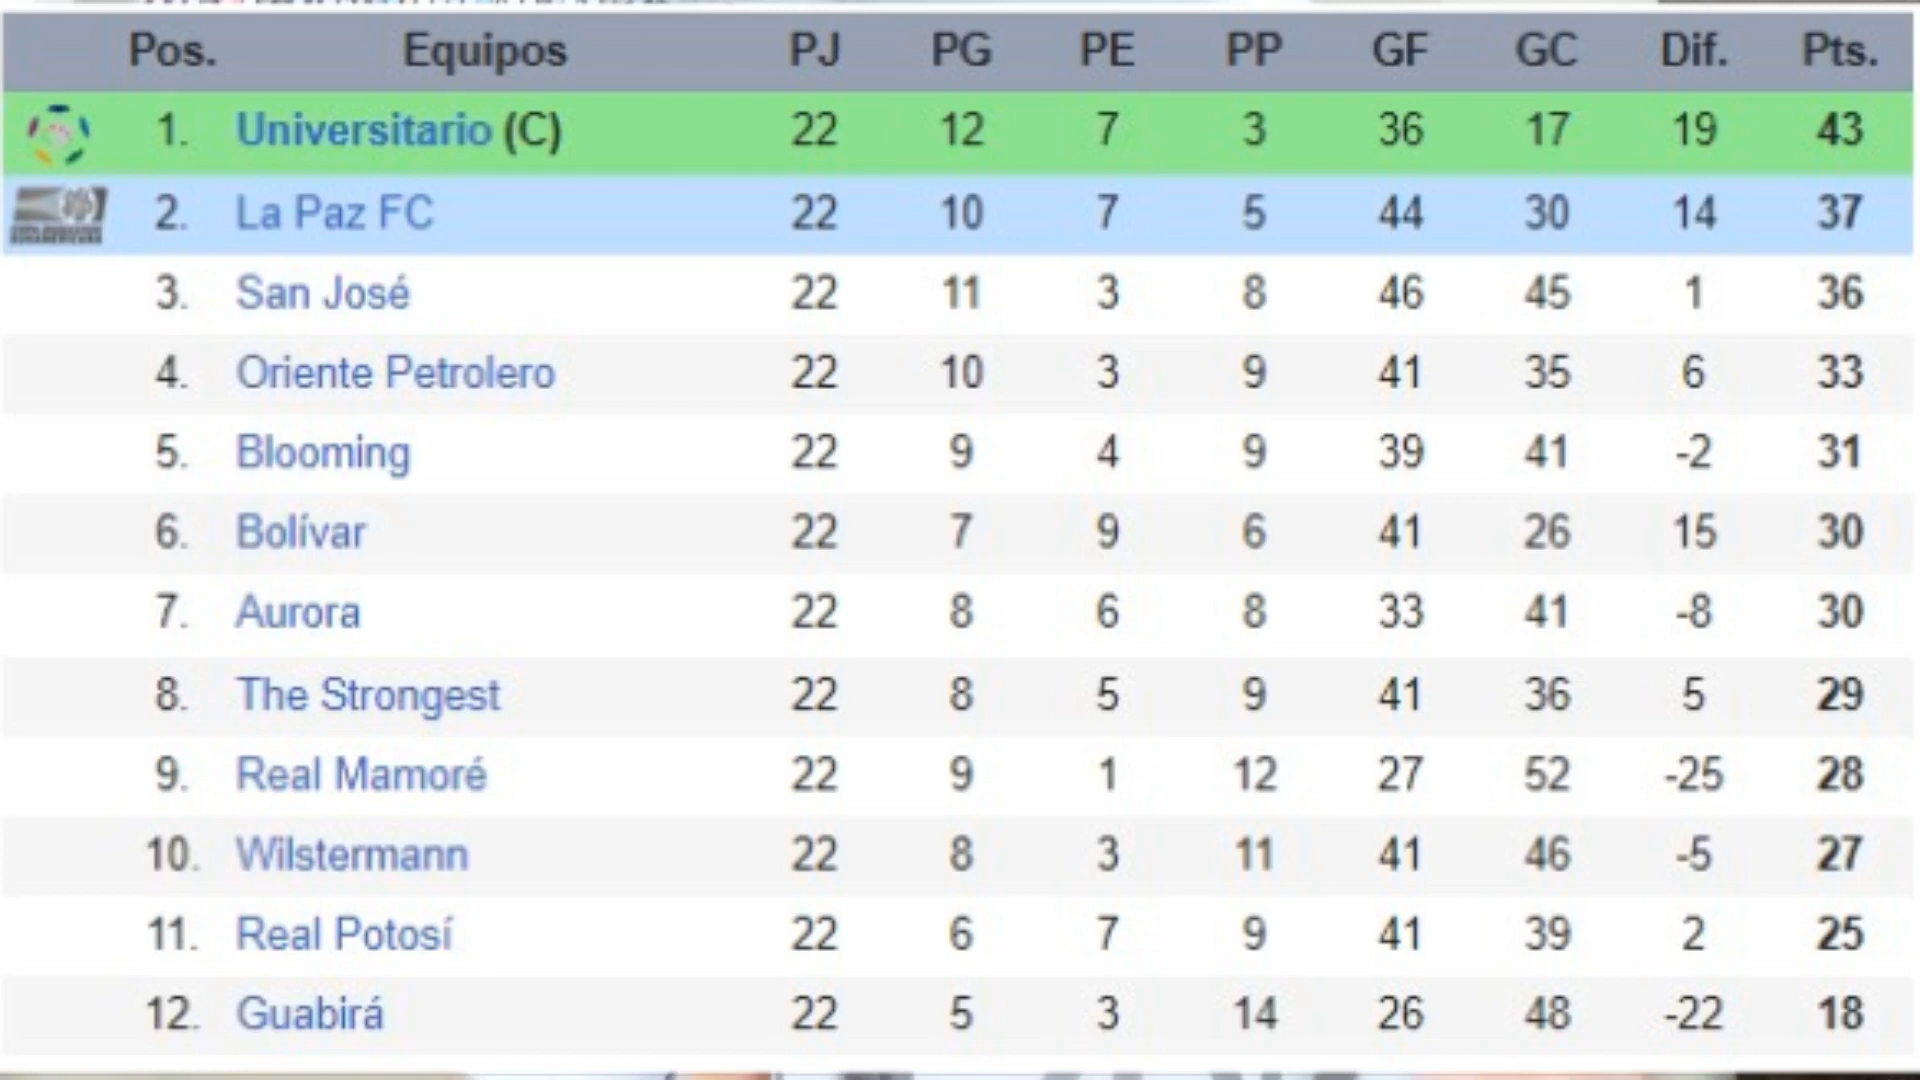 Pos. Equipos PJ PG PE PP GF GC Dif. Pts.
1. Universitario (C) 22 12 7 3 36 17 19 43
2. La Paz FC 22 10 7 5 44 30 14 37
3. San José 22 11 3 8 46 45 1 36
4. Oriente Petrolero 22 10 3 9 41 35 6 33
5. Blooming 22 9 4 9 39 41 -2 31
6. Bolívar 22 7 9 6 41 26 15 30
7. Aurora 22 8 6 8 33 41 -8 30
8. The Strongest 22 8 5 9 41 36 5 29
9. Real Mamoré 22 9 1 12 27 52 -25 28
10. Wilstermann 22 8 3 11 41 46 -5 27
11. Real Potosí 22 6 7 9 41 39 2 25
12. Guabirá 22 5 3 14 26 48 -22 18